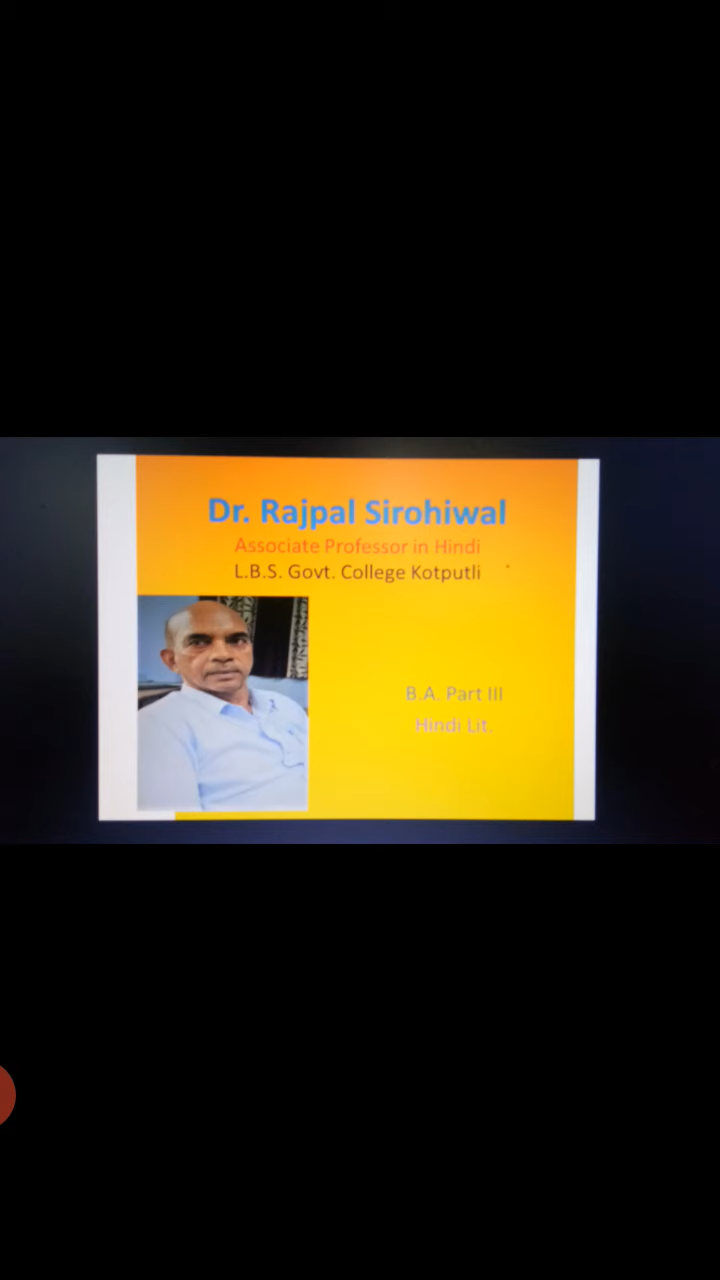 Dr. Rajpal Sirohiwal
Associate Professor in Hindi
L.B.S. Govt. College Kotputli
B.A. Part III
Hindi Lit.